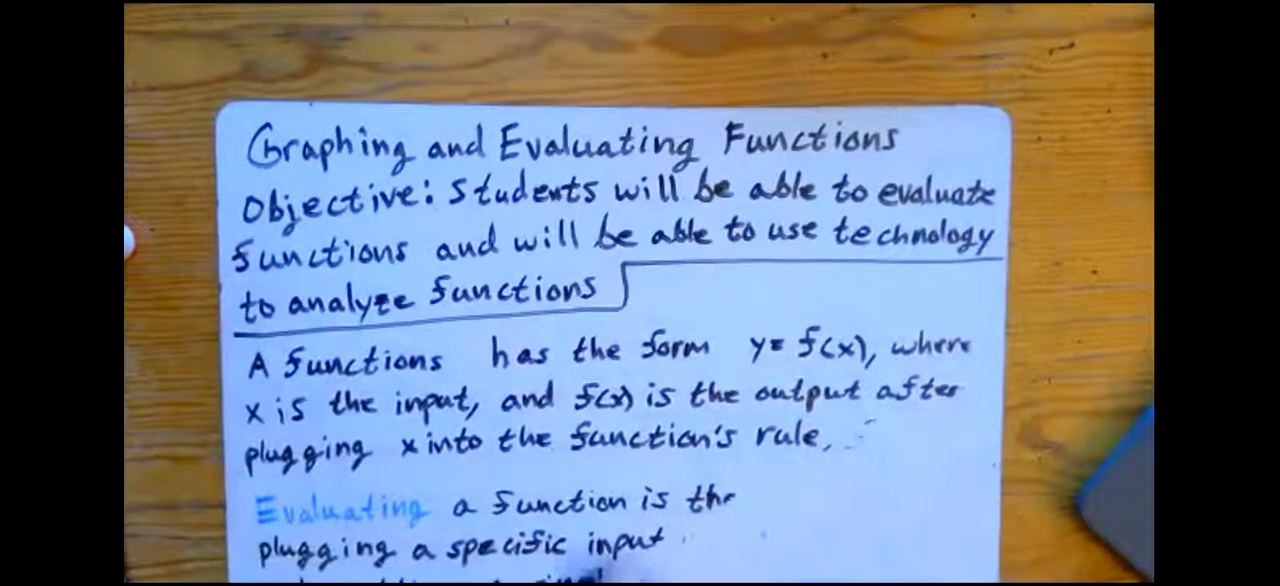 Graphing and Evaluating Functions
Objective: Students will be able to evaluate
functions and will be able to use technology
to analyze functions
A functions has the form y = f(x), where
x is the input, and f(x) is the output after
plugging x into the function's rule.
Evaluating a function is the
plugging a specific input